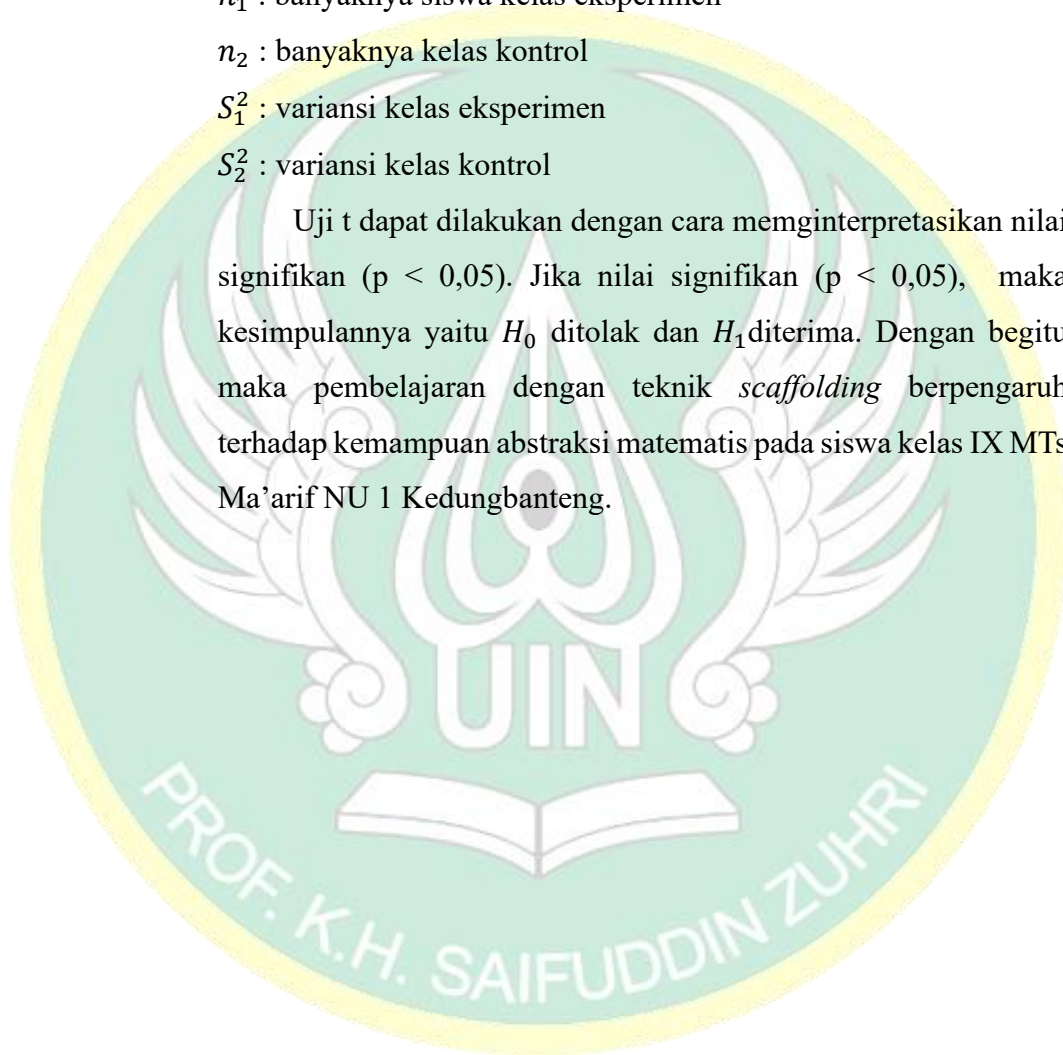 n₁ : banyaknya siswa kelas eksperimen
n₂ : banyaknya kelas kontrol
S₁² : variansi kelas eksperimen
S₂² : variansi kelas kontrol
Uji t dapat dilakukan dengan cara memginterpretasikan nilai
signifikan (p < 0,05). Jika nilai signifikan (p < 0,05), maka
kesimpulannya yaitu H₀ ditolak dan H₁diterima. Dengan begitu
maka pembelajaran dengan teknik scaffolding berpengaruh
terhadap kemampuan abstraksi matematis pada siswa kelas IX MTs
Ma’arif NU 1 Kedungbanteng.
UIN
PROF. K.H. SAIFUDDIN ZUHRI